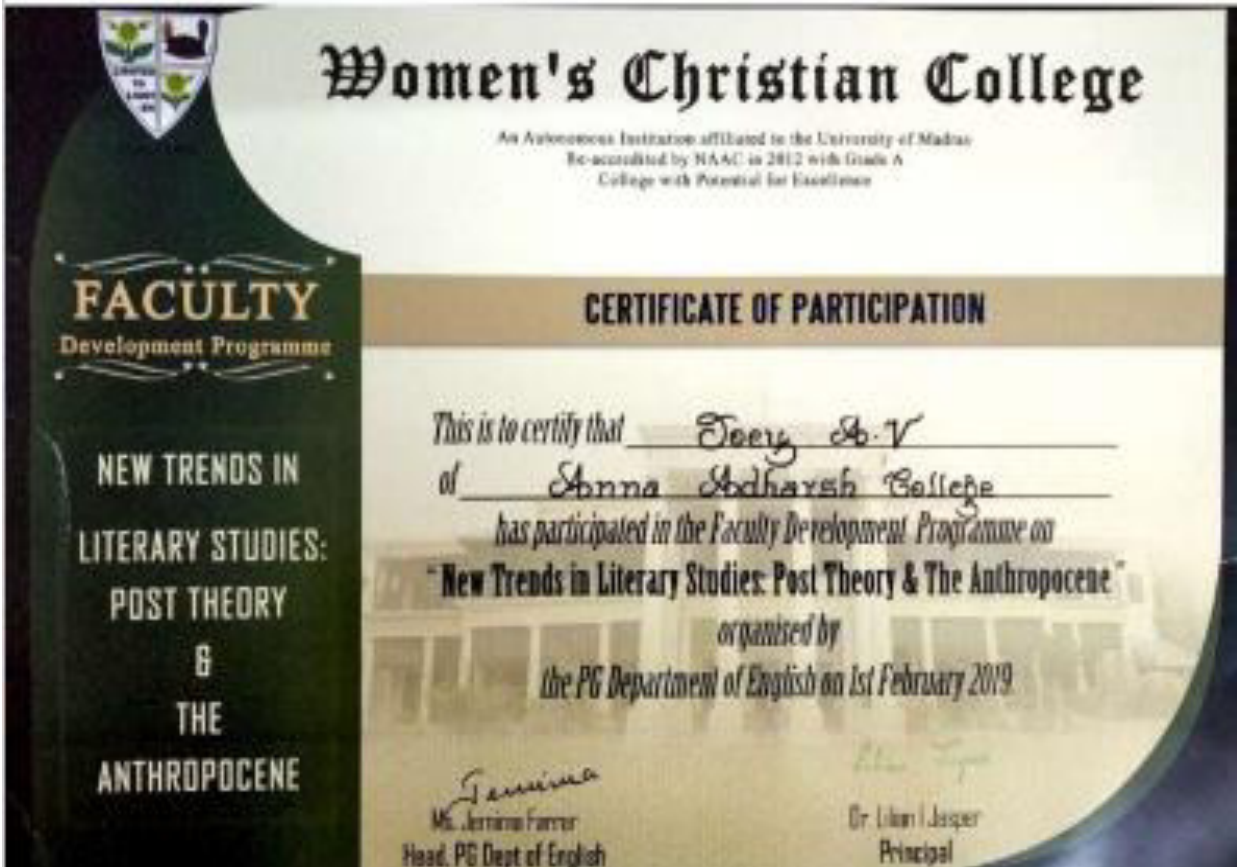 LIGHTED
TO
LIGHTEN
Women's Christian College
An Autonomous Institution affiliated to the University of Madras
Re-accredited by NAAC in 2012 with Grade A
College with Potential for Excellence
FACULTY
Development Programme
NEW TRENDS IN
LITERARY STUDIES:
POST THEORY
&
THE
ANTHROPOCENE
CERTIFICATE OF PARTICIPATION
This is to certify that Joey A.V
of Anna Adharsh College
has participated in the Faculty Development Programme on
"New Trends in Literary Studies: Post Theory & The Anthropocene"
organised by
the PG Department of English on 1st February 2019
Jemima
Ms. Jemima Farrer
Head, PG Dept of English
Dr Lilian I Jasper
Principal